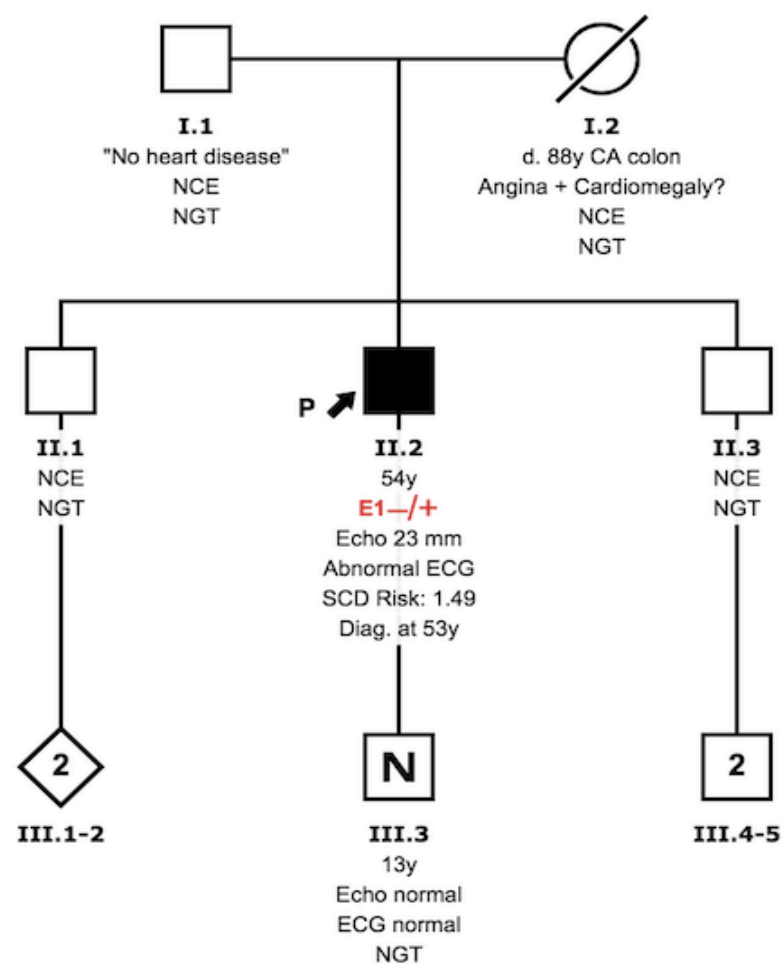 I.1
"No heart disease"
NCE
NGT
I.2
d. 88y CA colon
Angina + Cardiomegaly?
NCE
NGT
II.1
NCE
NGT
P
II.2
54y
E1—/+
Echo 23 mm
Abnormal ECG
SCD Risk: 1.49
Diag. at 53y
II.3
NCE
NGT
2
III.1-2
N
III.3
13y
Echo normal
ECG normal
NGT
2
III.4-5